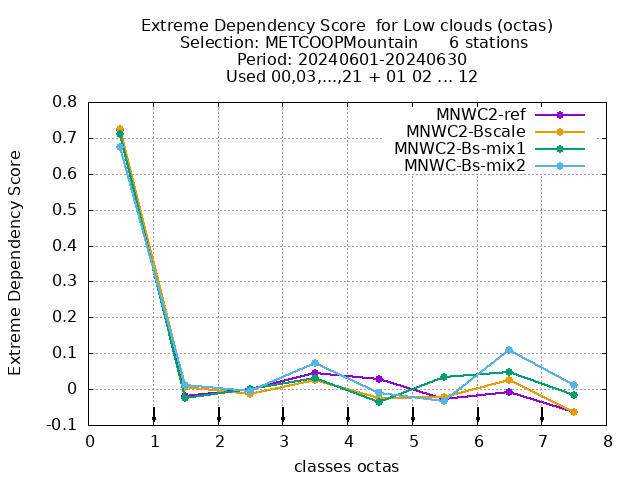 Extreme Dependency Score  for Low clouds (octas)
Selection: METCOOPMountain      6 stations
Period: 20240601-20240630
Used 00,03,...,21 + 01 02 ... 12
MNWC2-ref
MNWC2-Bscale
MNWC2-Bs-mix1
MNWC-Bs-mix2
Extreme Dependency Score
0.8
0.7
0.6
0.5
0.4
0.3
0.2
0.1
0
-0.1
0 1 2 3 4 5 6 7 8
classes octas